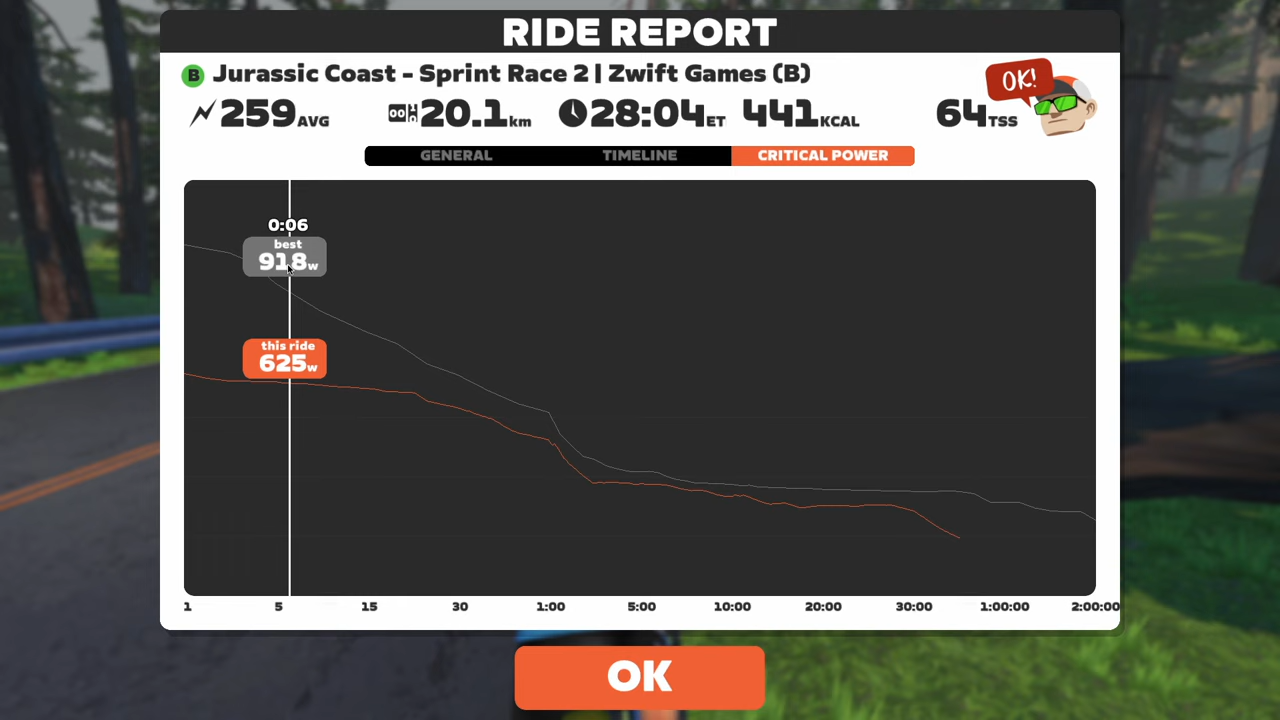 RIDE REPORT
B Jurassic Coast - Sprint Race 2 | Zwift Games (B)
OK!
259AVG 20.1km 28:04ET 441KCAL 64TSS
GENERAL TIMELINE CRITICAL POWER
0:06
best
918w
this ride
625w
1 5 15 30 1:00 5:00 10:00 20:00 30:00 1:00:00 2:00:00
OK